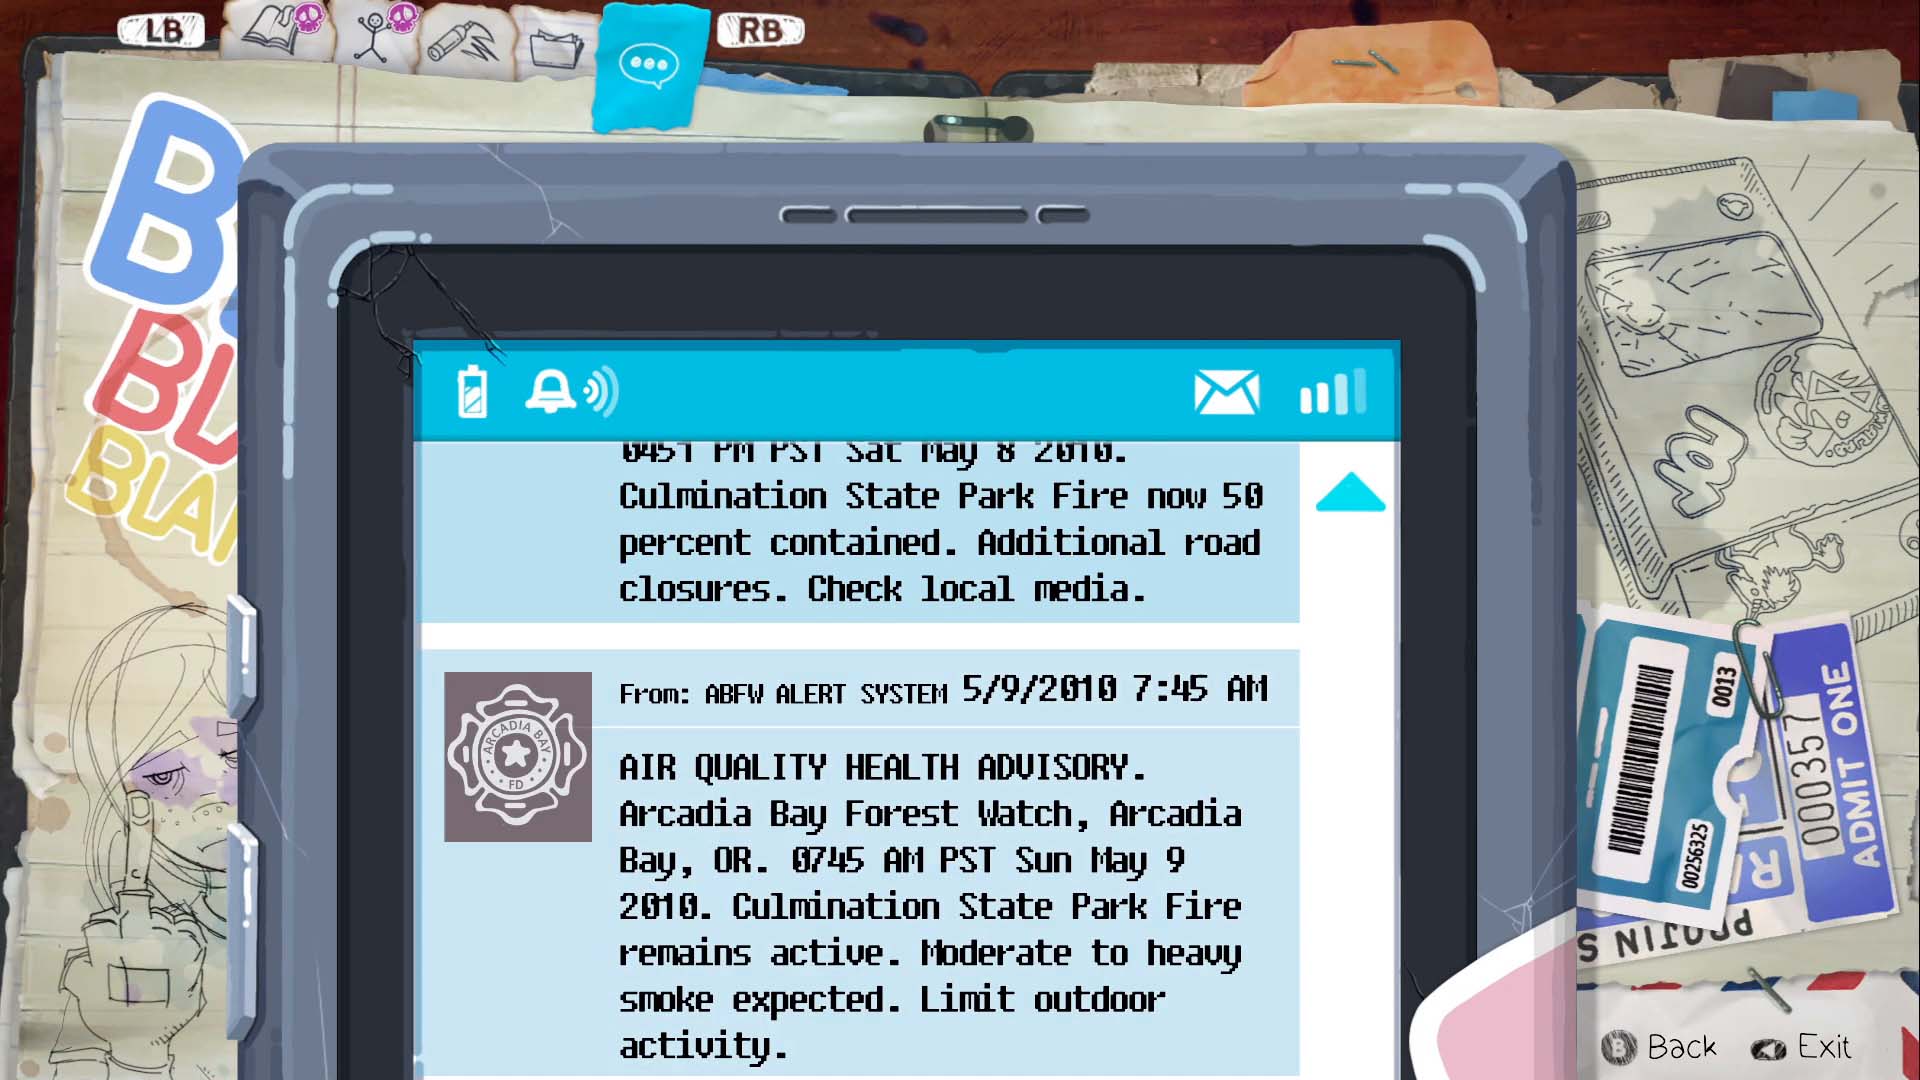 LB
RB
BL
BLA
0451 PM PST Sat May 8 2010.
Culmination State Park Fire now 50
percent contained. Additional road
closures. Check local media.
From: ABFW ALERT SYSTEM 5/9/2010 7:45 AM
ARCADIA BAY
FD
AIR QUALITY HEALTH ADVISORY.
Arcadia Bay Forest Watch, Arcadia
Bay, OR. 0745 AM PST Sun May 9
2010. Culmination State Park Fire
remains active. Moderate to heavy
smoke expected. Limit outdoor
activity.
0013
00256325
000357
ADMIT ONE
B Back
Exit